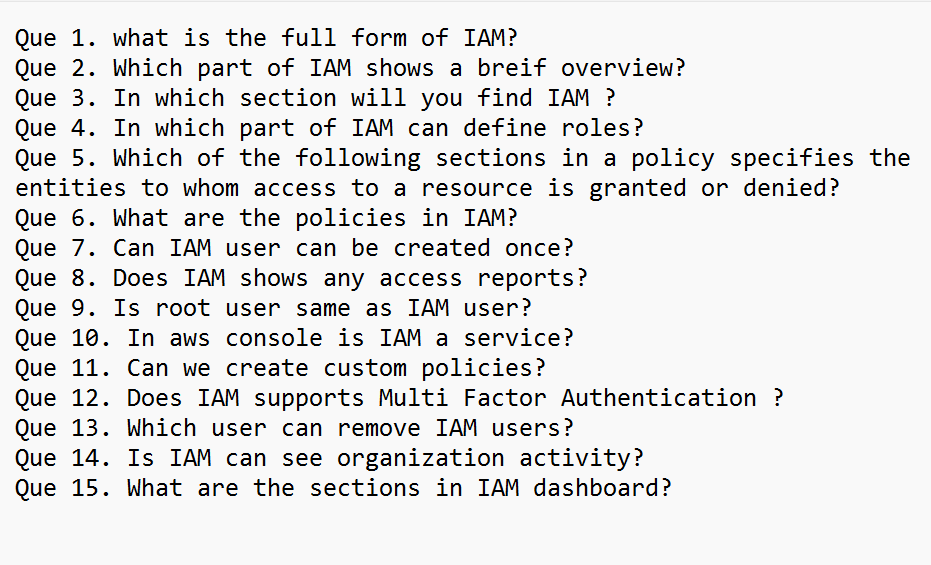 Que 1. what is the full form of IAM?
Que 2. Which part of IAM shows a breif overview?
Que 3. In which section will you find IAM ?
Que 4. In which part of IAM can define roles?
Que 5. Which of the following sections in a policy specifies the
entities to whom access to a resource is granted or denied?
Que 6. What are the policies in IAM?
Que 7. Can IAM user can be created once?
Que 8. Does IAM shows any access reports?
Que 9. Is root user same as IAM user?
Que 10. In aws console is IAM a service?
Que 11. Can we create custom policies?
Que 12. Does IAM supports Multi Factor Authentication ?
Que 13. Which user can remove IAM users?
Que 14. Is IAM can see organization activity?
Que 15. What are the sections in IAM dashboard?